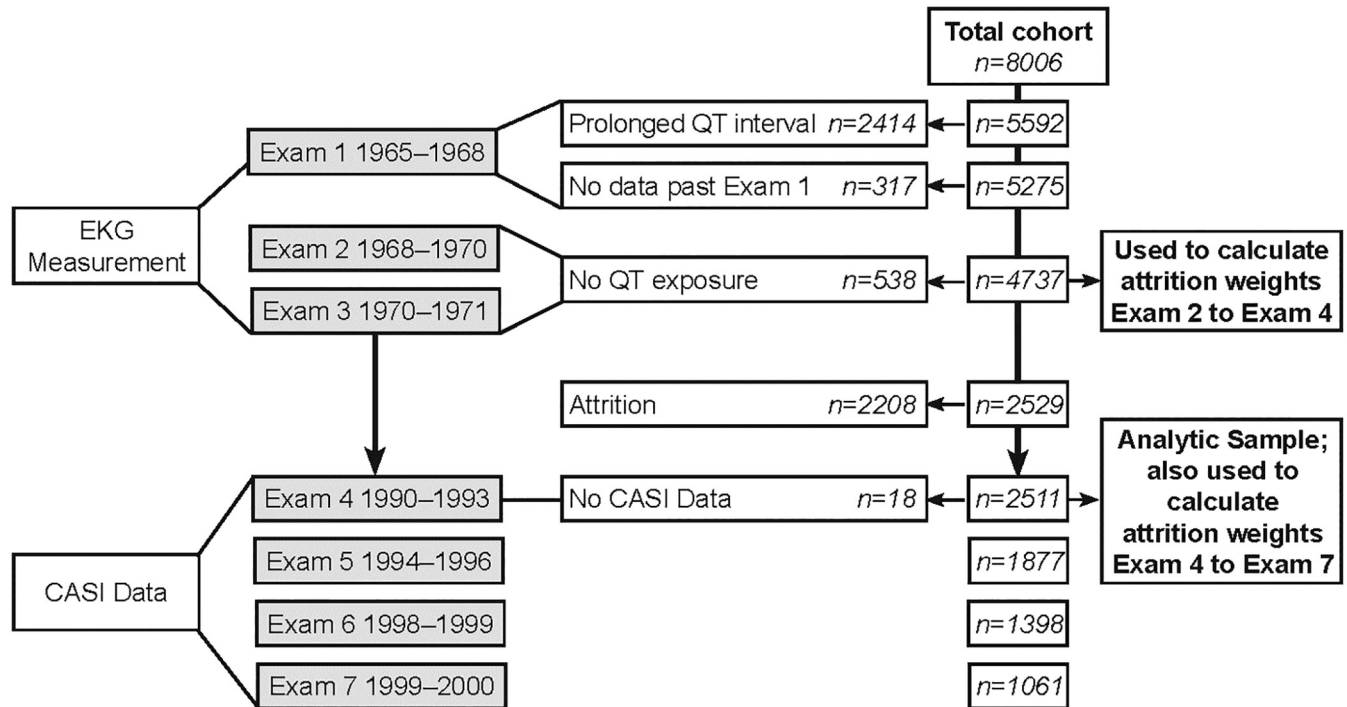 Total cohort
n=8006
Prolonged QT interval n=2414
n=5592
Exam 1 1965–1968
No data past Exam 1 n=317
n=5275
EKG
Measurement
Exam 2 1968–1970
Exam 3 1970–1971
No QT exposure n=538
n=4737
Used to calculate
attrition weights
Exam 2 to Exam 4
Attrition n=2208
n=2529
Exam 4 1990–1993
No CASI Data n=18
n=2511
Analytic Sample;
also used to
calculate
attrition weights
Exam 4 to Exam 7
CASI Data
Exam 5 1994–1996
n=1877
Exam 6 1998–1999
n=1398
Exam 7 1999–2000
n=1061